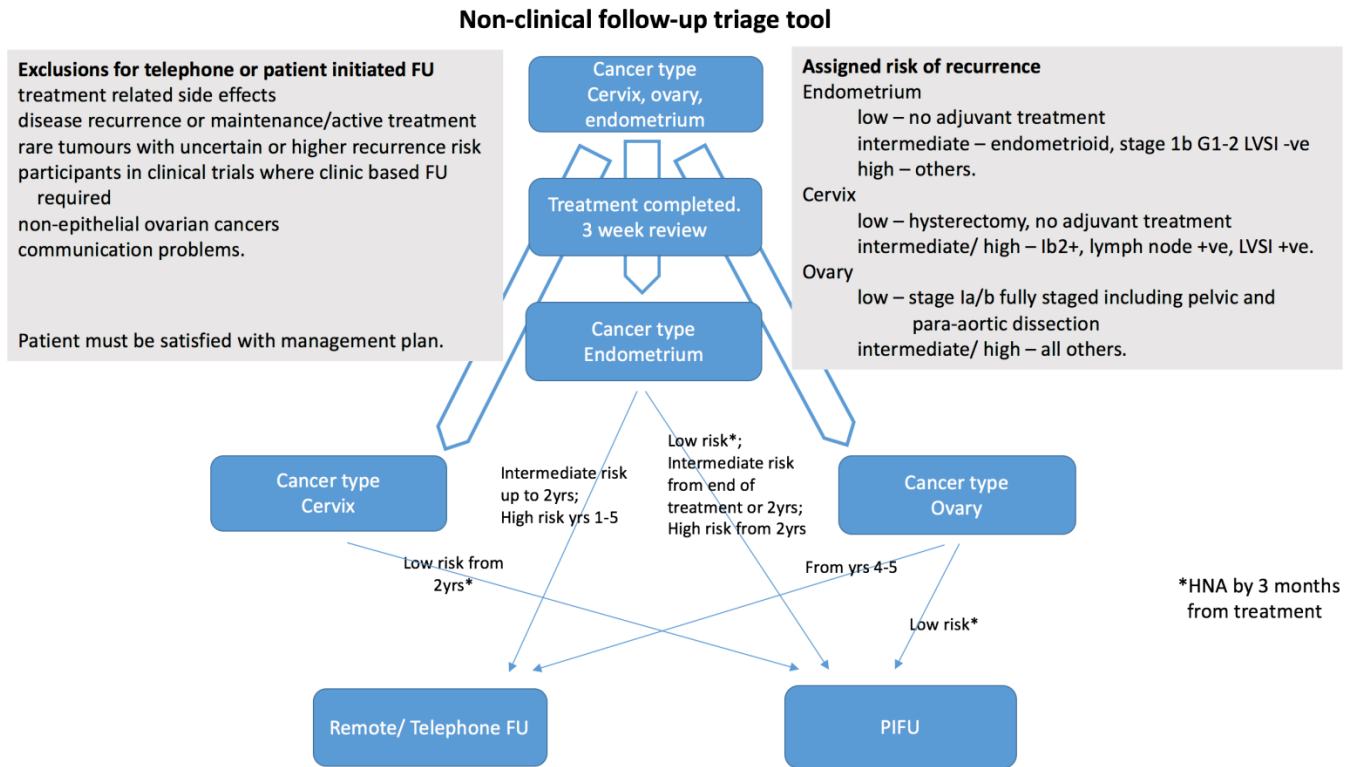 Non-clinical follow-up triage tool
Exclusions for telephone or patient initiated FU
treatment related side effects
disease recurrence or maintenance/active treatment
rare tumours with uncertain or higher recurrence risk
participants in clinical trials where clinic based FU
required
non-epithelial ovarian cancers
communication problems.
Patient must be satisfied with management plan.
Cancer type
Cervix, ovary,
endometrium
Treatment completed.
3 week review
Cancer type
Endometrium
Assigned risk of recurrence
Endometrium
low – no adjuvant treatment
intermediate – endometrioid, stage 1b G1-2 LVSI -ve
high – others.
Cervix
low – hysterectomy, no adjuvant treatment
intermediate/ high – Ib2+, lymph node +ve, LVSI +ve.
Ovary
low – stage Ia/b fully staged including pelvic and
para-aortic dissection
intermediate/ high – all others.
Cancer type
Cervix
Intermediate risk
up to 2yrs;
High risk yrs 1-5
Low risk*;
Intermediate risk
from end of
treatment or 2yrs;
High risk from 2yrs
Cancer type
Ovary
Low risk from
2yrs*
From yrs 4-5
Low risk*
*HNA by 3 months
from treatment
Remote/ Telephone FU
PIFU